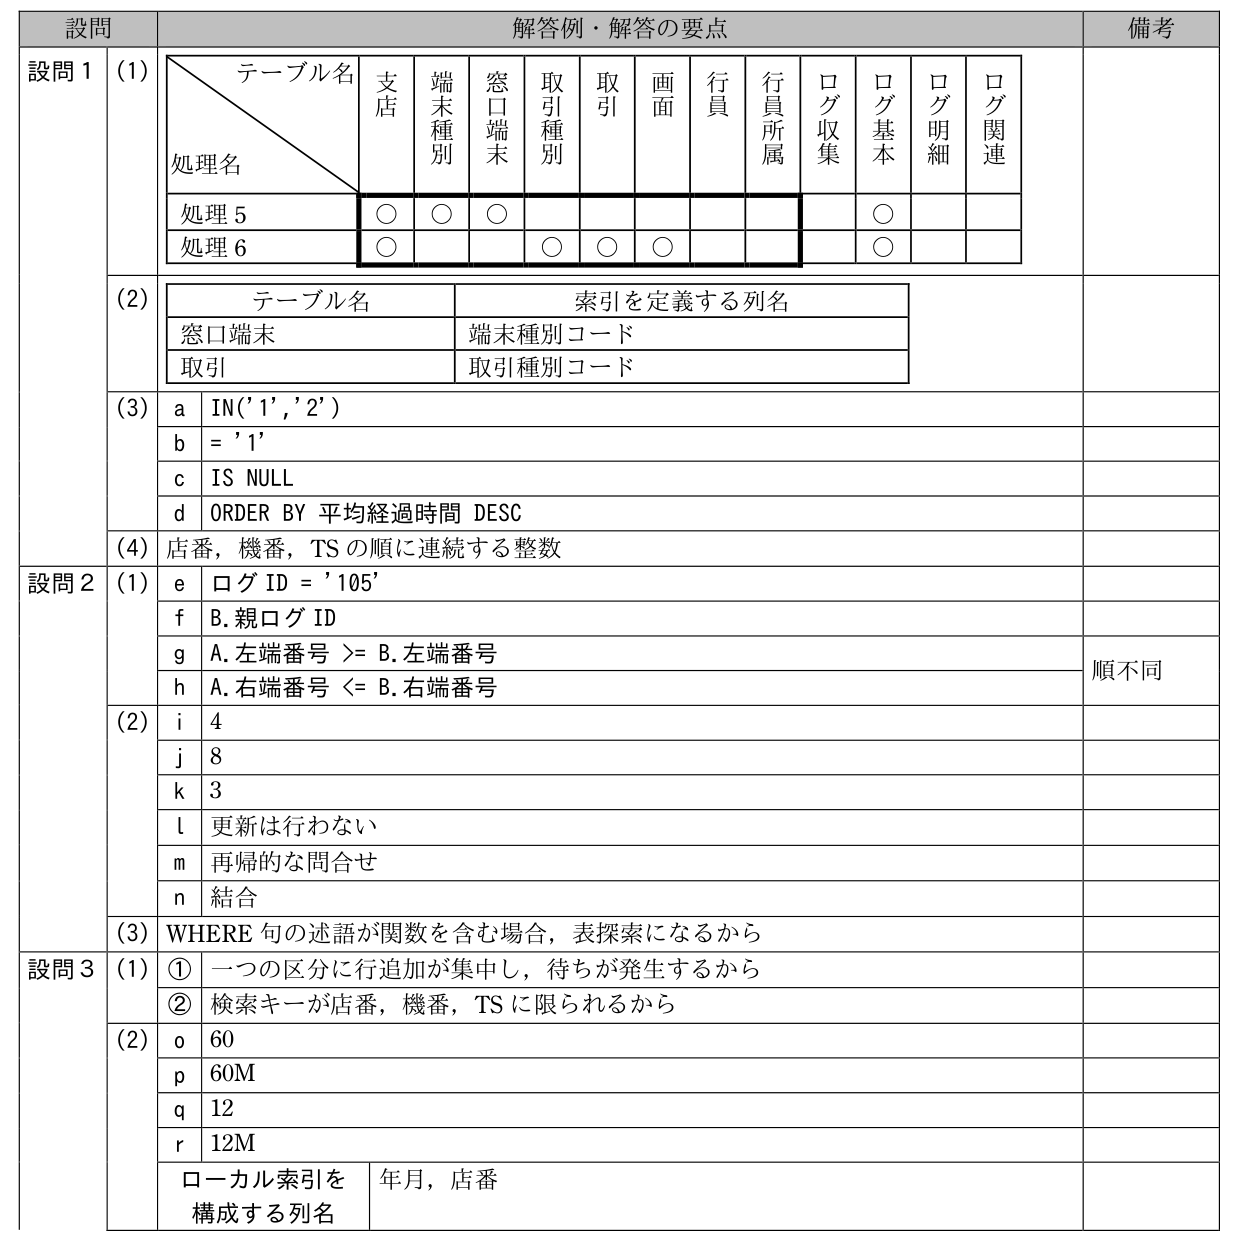 設問 解答例・解答の要点 備考
設問1 (1) テーブル名 処理名 支店 端末種別 窓口端末 取引種別 取引 画面 行員 行員所属 ログ収集 ログ基本 ログ明細 ログ関連
処理5 ○ ○ ○ ○
処理6 ○ ○ ○ ○ ○
(2) テーブル名 索引を定義する列名
窓口端末 端末種別コード
取引 取引種別コード
(3) a IN('1','2')
b = '1'
c IS NULL
d ORDER BY 平均経過時間 DESC
(4) 店番，機番，TS の順に連続する整数
設問2 (1) e ログID = '105'
f B.親ログID
g A.左端番号 >= B.左端番号 順不同
h A.右端番号 <= B.右端番号
(2) i 4
j 8
k 3
l 更新は行わない
m 再帰的な問合せ
n 結合
(3) WHERE 句の述語が関数を含む場合，表探索になるから
設問3 (1) ① 一つの区分に行追加が集中し，待ちが発生するから
② 検索キーが店番，機番，TS に限られるから
(2) o 60
p 60M
q 12
r 12M
ローカル索引を 年月，店番
構成する列名